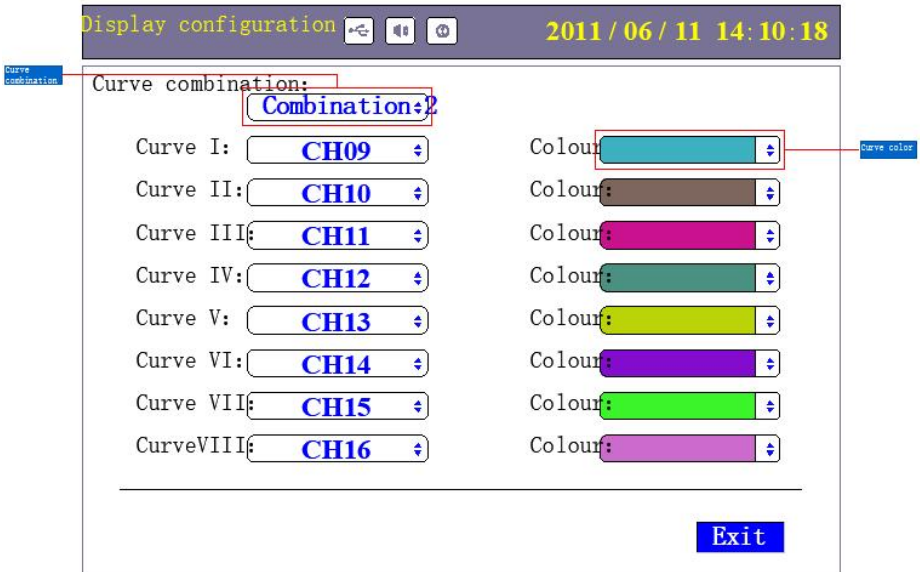 Display configuration 2011/06/11 14:10:18
Curve combination
Curve combination:
Combination 2
Curve I: CH09 Colour
Curve color
Curve II: CH10 Colour:
Curve III: CH11 Colour:
Curve IV: CH12 Colour:
Curve V: CH13 Colour:
Curve VI: CH14 Colour:
Curve VII: CH15 Colour:
CurveVIII: CH16 Colour:
Exit